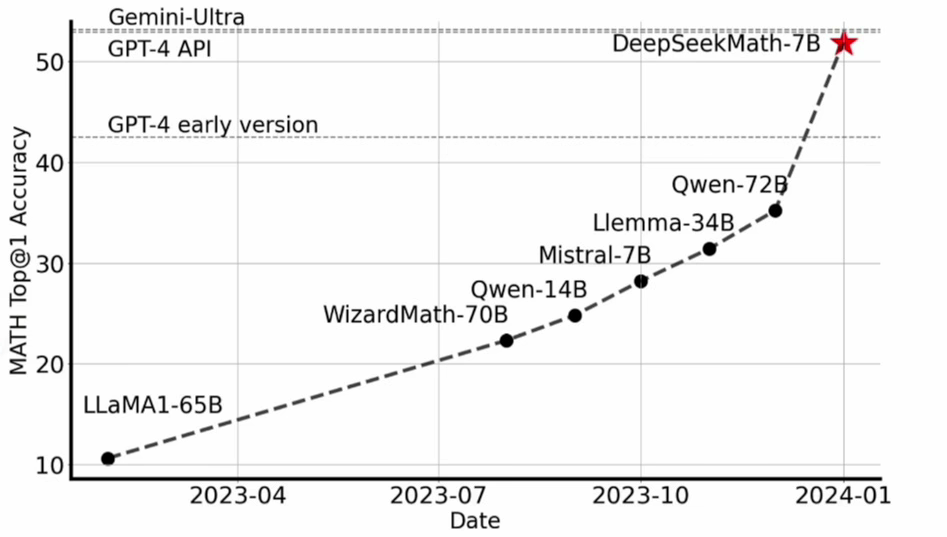 Gemini-Ultra
GPT-4 API
DeepSeekMath-7B
50
GPT-4 early version
40
Qwen-72B
Llemma-34B
Mistral-7B
30
Qwen-14B
WizardMath-70B
20
LLaMA1-65B
10
MATH Top@1 Accuracy
2023-04 2023-07 2023-10 2024-01
Date